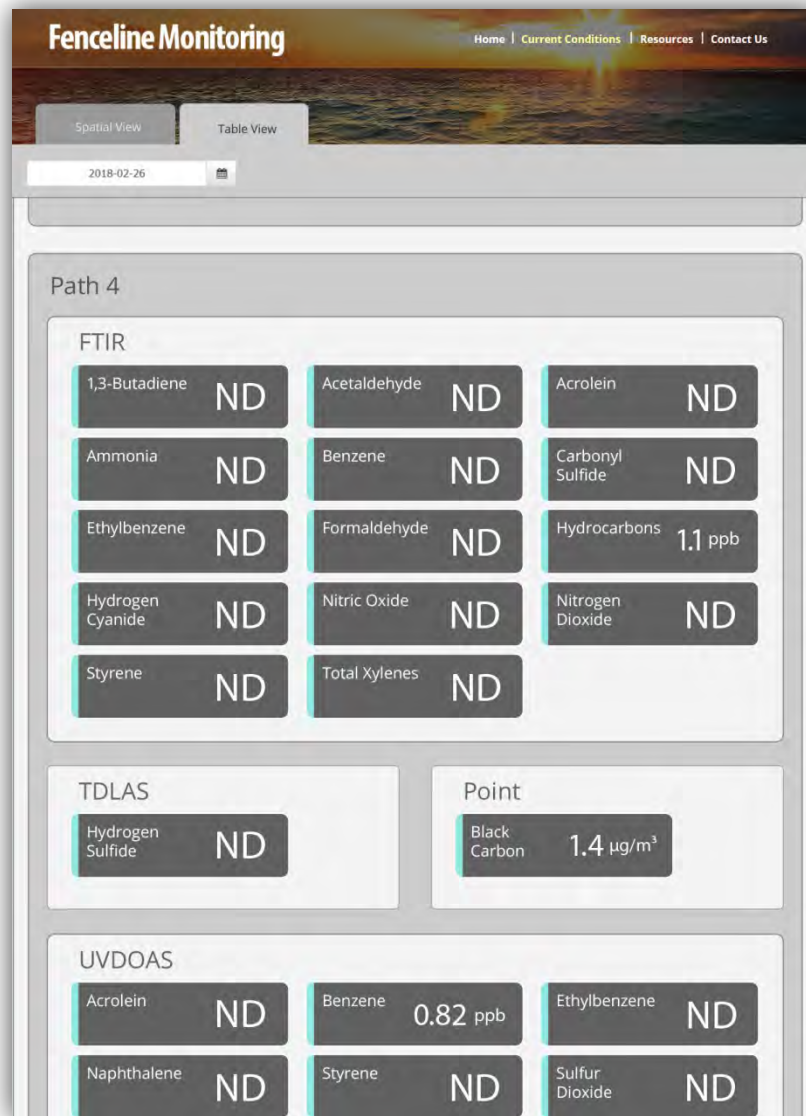 Fenceline Monitoring
Home | Current Conditions | Resources | Contact Us
Spatial View
Table View
2018-02-26
Path 4
FTIR
1,3-Butadiene ND
Acetaldehyde ND
Acrolein ND
Ammonia ND
Benzene ND
Carbonyl
Sulfide ND
Ethylbenzene ND
Formaldehyde ND
Hydrocarbons 1.1 ppb
Hydrogen
Cyanide ND
Nitric Oxide ND
Nitrogen
Dioxide ND
Styrene ND
Total Xylenes ND
TDLAS
Hydrogen
Sulfide ND
Point
Black
Carbon 1.4 µg/m³
UVDOAS
Acrolein ND
Benzene 0.82 ppb
Ethylbenzene ND
Naphthalene ND
Styrene ND
Sulfur
Dioxide ND